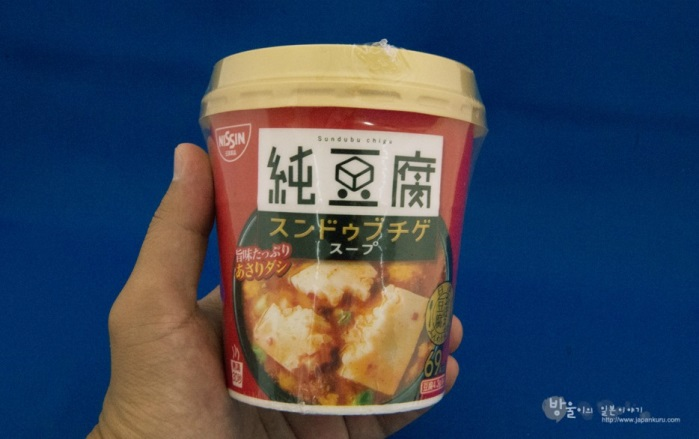 NISSIN
Sundubu chige
純豆腐
スンドゥブチゲ
スープ
旨味たっぷり
あさりダシ
69
방울이의 일본이야기
http://www.japankuru.com